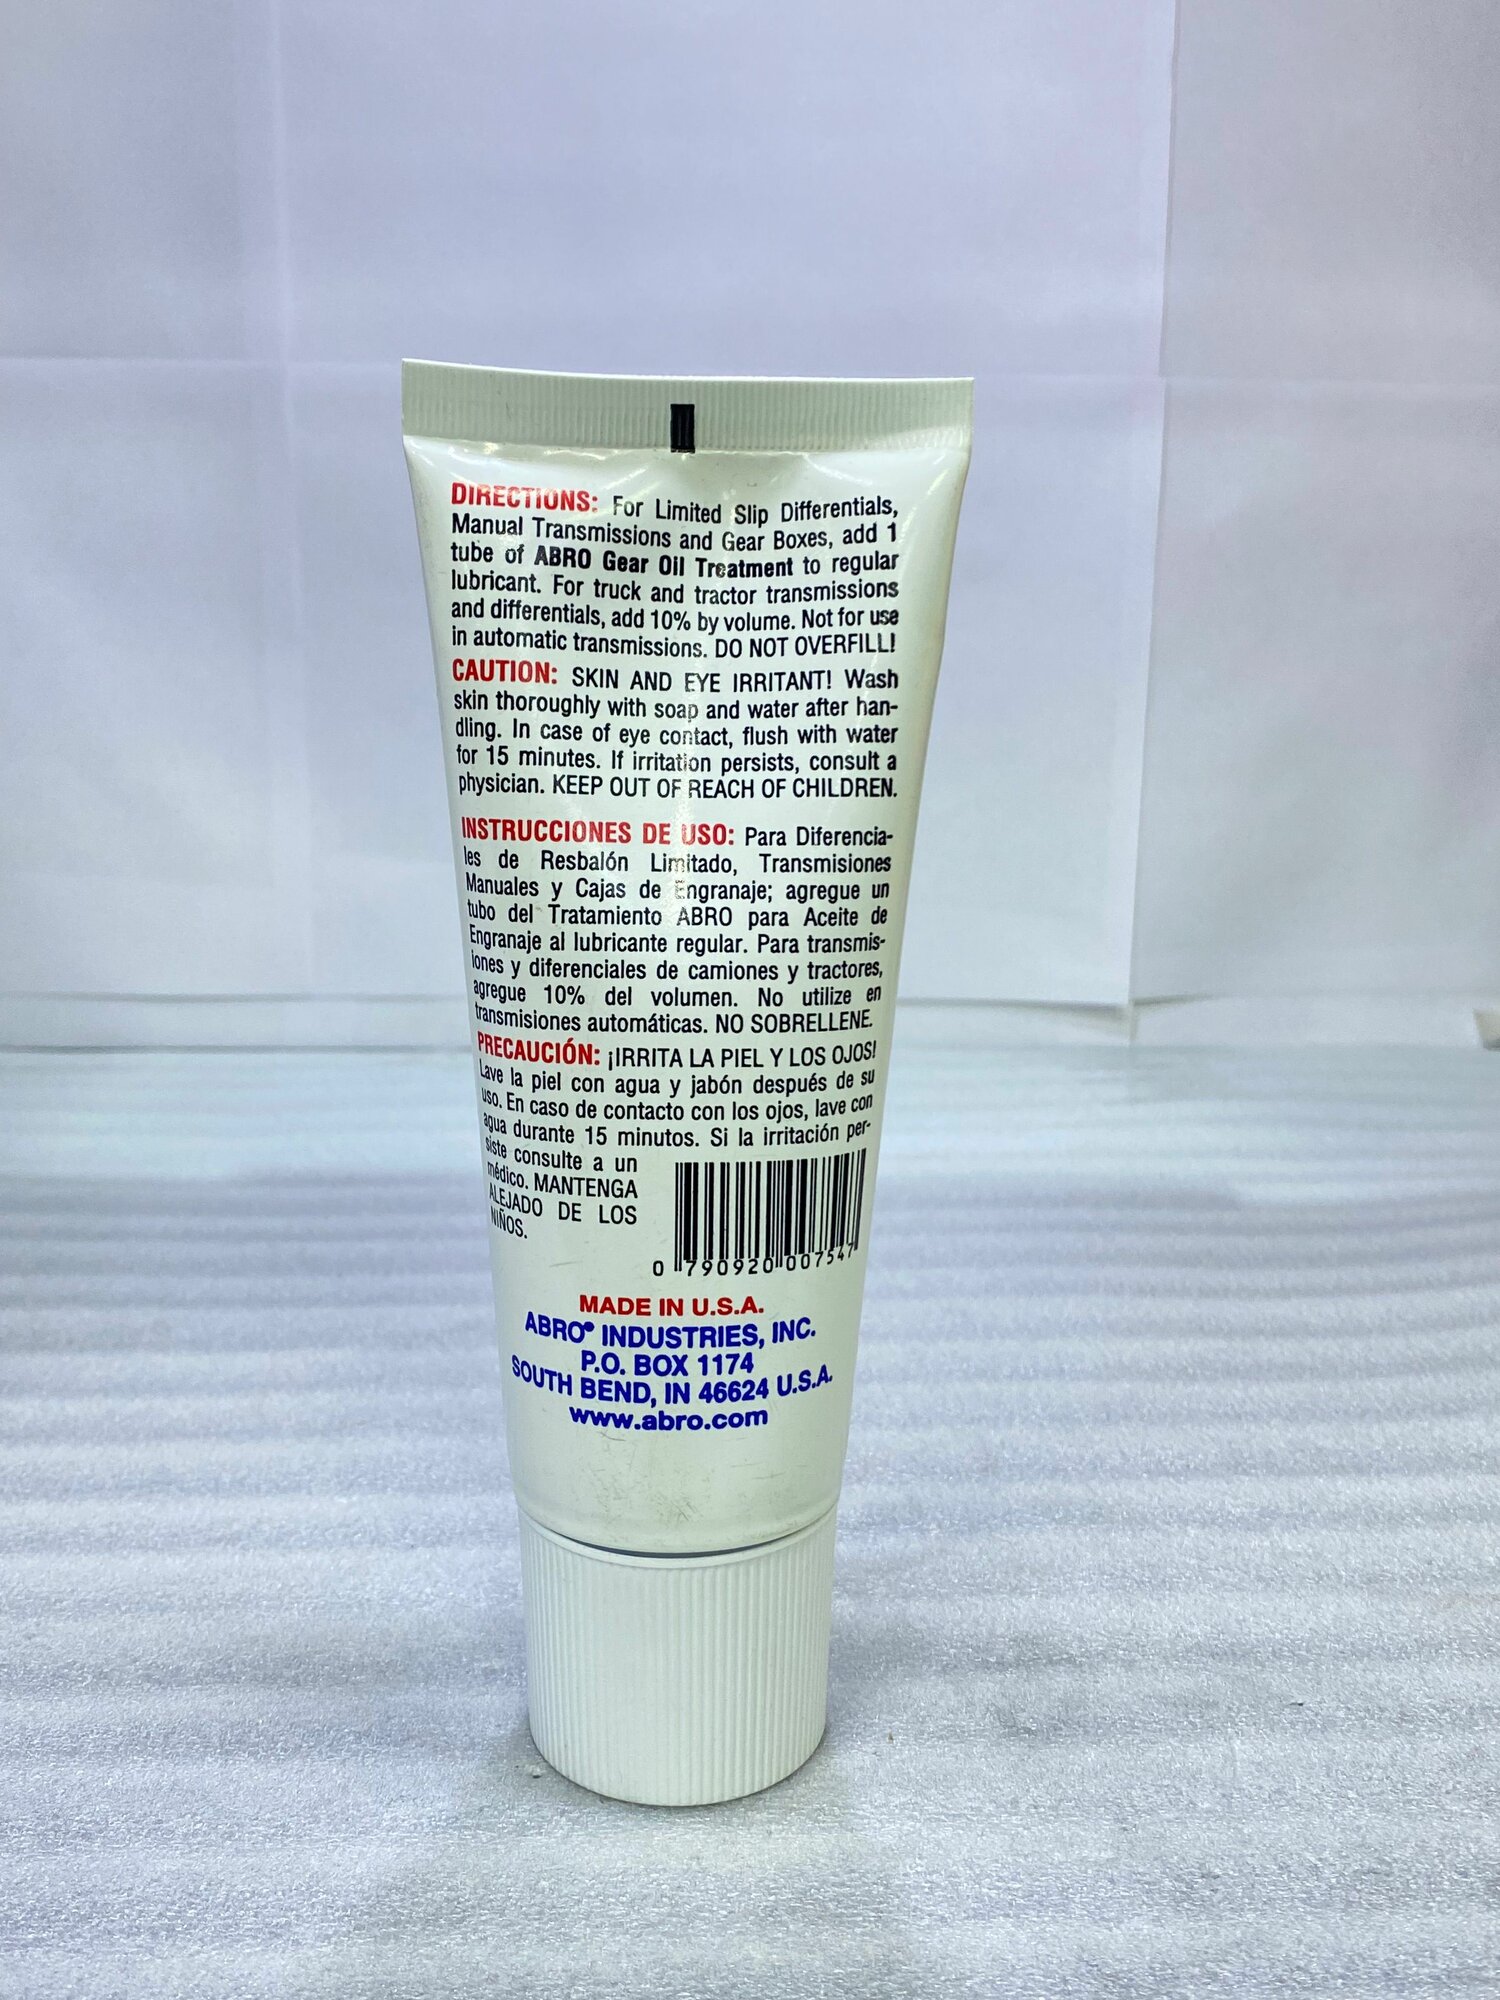 DIRECTIONS: For Limited Slip Differentials,
Manual Transmissions and Gear Boxes, add 1
tube of ABRO Gear Oil Treatment to regular
lubricant. For truck and tractor transmissions
and differentials, add 10% by volume. Not for use
in automatic transmissions. DO NOT OVERFILL!
CAUTION: SKIN AND EYE IRRITANT! Wash
skin thoroughly with soap and water after han-
dling. In case of eye contact, flush with water
for 15 minutes. If irritation persists, consult a
physician. KEEP OUT OF REACH OF CHILDREN.
INSTRUCCIONES DE USO: Para Diferencia-
les de Resbalón Limitado, Transmisiones
Manuales y Cajas de Engranaje; agregue un
tubo del Tratamiento ABRO para Aceite de
Engranaje al lubricante regular. Para transmis-
iones y diferenciales de camiones y tractores,
agregue 10% del volumen. No utilize en
transmisiones automáticas. NO SOBRELLENE.
PRECAUCIÓN: ¡IRRITA LA PIEL Y LOS OJOS!
Lave la piel con agua y jabón después de su
uso. En caso de contacto con los ojos, lave con
agua durante 15 minutos. Si la irritación per-
siste consulte a un
médico. MANTENGA
ALEJADO DE LOS
NIÑOS.
0 790920 007547
MADE IN U.S.A.
ABRO® INDUSTRIES, INC.
P.O. BOX 1174
SOUTH BEND, IN 46624 U.S.A.
www.abro.com